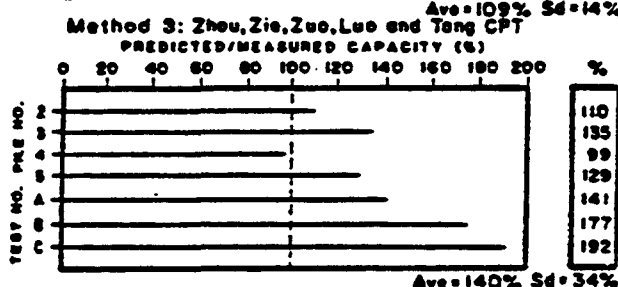 Ave=109% Sd=14%
Method 3: Zhou,Zie,Zuo,Luo and Tang CPT
PREDICTED/MEASURED CAPACITY (%)
0 20 40 60 80 100 120 140 160 180 200 %
TEST NO. PILE NO.
2 110
3 135
4 99
5 129
A 141
B 177
C 192
Ave=140% Sd=34%